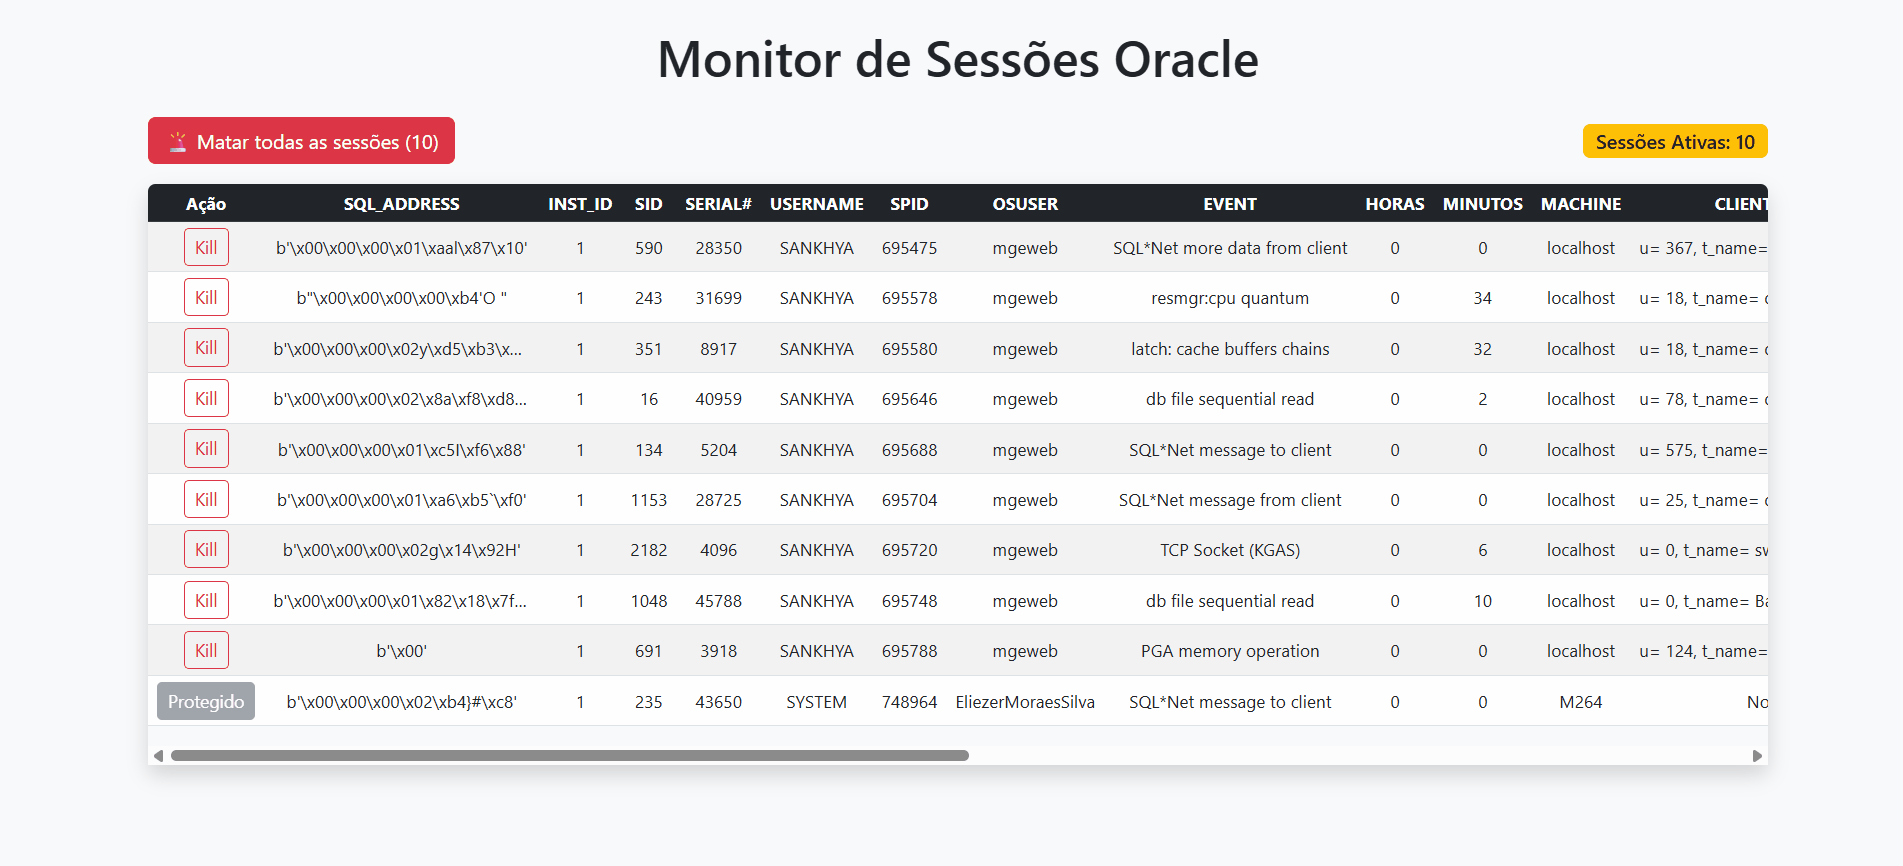 Monitor de Sessões Oracle
🚨 Matar todas as sessões (10)
Sessões Ativas: 10
Ação SQL_ADDRESS INST_ID SID SERIAL# USERNAME SPID OSUSER EVENT HORAS MINUTOS MACHINE CLIENT
Kill b'\x00\x00\x00\x01\xaal\x87\x10' 1 590 28350 SANKHYA 695475 mgeweb SQL*Net more data from client 0 0 localhost u= 367, t_name=
Kill b"\x00\x00\x00\x00\xb4'O " 1 243 31699 SANKHYA 695578 mgeweb resmgr:cpu quantum 0 34 localhost u= 18, t_name=
Kill b'\x00\x00\x00\x02y\xd5\xb3\x... 1 351 8917 SANKHYA 695580 mgeweb latch: cache buffers chains 0 32 localhost u= 18, t_name=
Kill b'\x00\x00\x00\x02\x8a\xf8\xd8... 1 16 40959 SANKHYA 695646 mgeweb db file sequential read 0 2 localhost u= 78, t_name=
Kill b'\x00\x00\x00\x01\xc5I\xf6\x88' 1 134 5204 SANKHYA 695688 mgeweb SQL*Net message to client 0 0 localhost u= 575, t_name=
Kill b'\x00\x00\x00\x01\xa6\xb5`\xf0' 1 1153 28725 SANKHYA 695704 mgeweb SQL*Net message from client 0 0 localhost u= 25, t_name=
Kill b'\x00\x00\x00\x02g\x14\x92H' 1 2182 4096 SANKHYA 695720 mgeweb TCP Socket (KGAS) 0 6 localhost u= 0, t_name=
Kill b'\x00\x00\x00\x01\x82\x18\x7f... 1 1048 45788 SANKHYA 695748 mgeweb db file sequential read 0 10 localhost u= 0, t_name= Ba
Kill b'\x00' 1 691 3918 SANKHYA 695788 mgeweb PGA memory operation 0 0 localhost u= 124, t_name=
Protegido b'\x00\x00\x00\x02\xb4}#\xc8' 1 235 43650 SYSTEM 748964 EliezerMoraesSilva SQL*Net message to client 0 0 M264 No